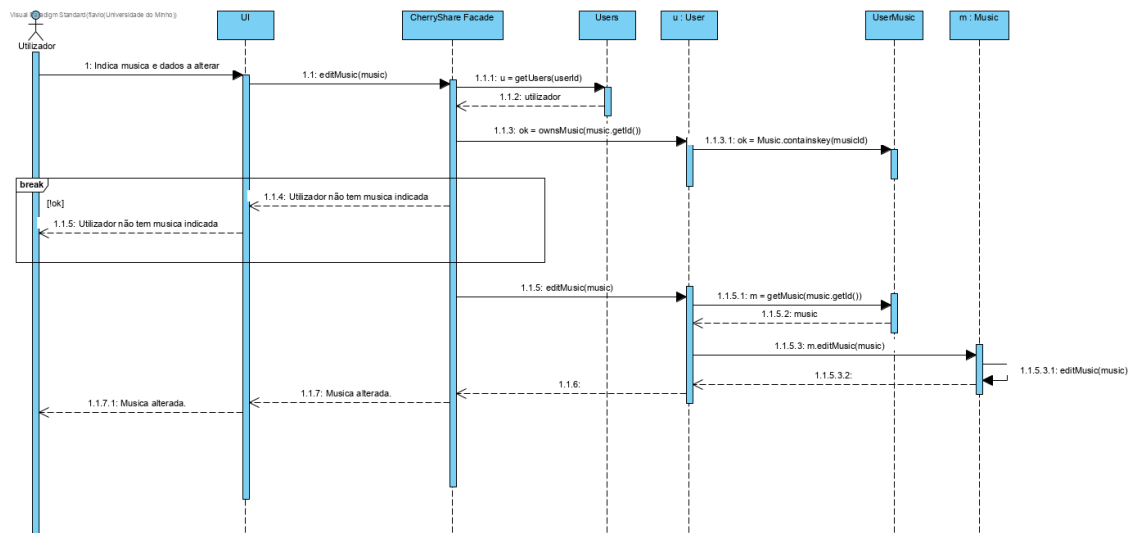 Visual Paradigm Standard(flavio(Universidade do Minho))
UI
CherryShare Facade
Users
u : User
UserMusic
m : Music
Utilizador
1: Indica musica e dados a alterar
1.1: editMusic(music)
1.1.1: u = getUsers(userId)
1.1.2: utilizador
1.1.3: ok = ownsMusic(music.getId())
1.1.3.1: ok = Music.containskey(musicId)
break
[!ok]
1.1.4: Utilizador não tem musica indicada
1.1.5: Utilizador não tem musica indicada
1.1.5: editMusic(music)
1.1.5.1: m = getMusic(music.getId())
1.1.5.2: music
1.1.5.3: m.editMusic(music)
1.1.5.3.1: editMusic(music)
1.1.5.3.2:
1.1.6:
1.1.7: Musica alterada.
1.1.7.1: Musica alterada.